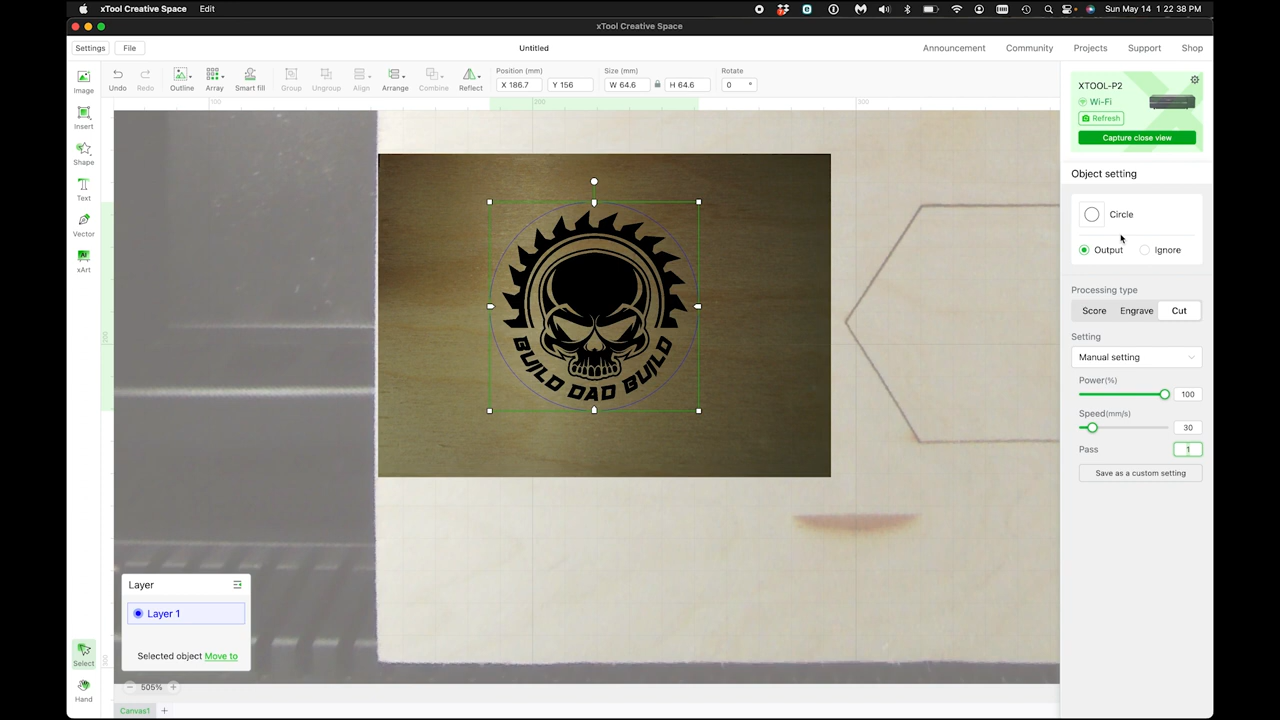 xTool Creative Space Edit Sun May 14 1 22 38 PM
xTool Creative Space
Settings File Untitled Announcement Community Projects Support Shop
Undo Redo Outline Array Smart fill Group Ungroup Align Arrange Combine Reflect
Position (mm) Size (mm) Rotate
X 186.7 Y 156 W 64.6 H 64.6 0 °
Image
Insert
Shape
Text
Vector
xArt
Select
Hand
100 200 300
200
300
BUILD DAD BUILD
Layer
Layer 1
Selected object Move to
505%
Canvas1
XTOOL-P2
Wi-Fi
Refresh
Capture close view
Object setting
Circle
Output Ignore
Processing type
Score Engrave Cut
Setting
Manual setting
Power(%)
100
Speed(mm/s)
30
Pass 1
Save as a custom setting